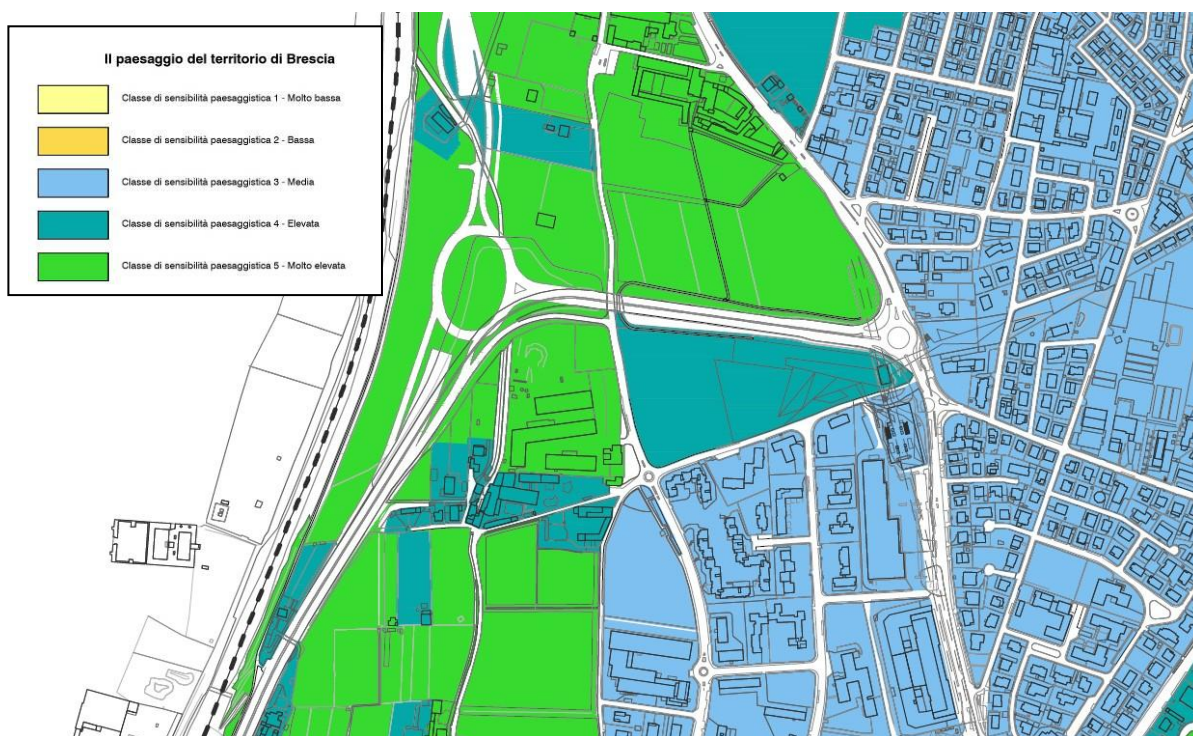 Il paesaggio del territorio di Brescia
Classe di sensibilità paesaggistica 1 - Molto bassa
Classe di sensibilità paesaggistica 2 - Bassa
Classe di sensibilità paesaggistica 3 - Media
Classe di sensibilità paesaggistica 4 - Elevata
Classe di sensibilità paesaggistica 5 - Molto elevata